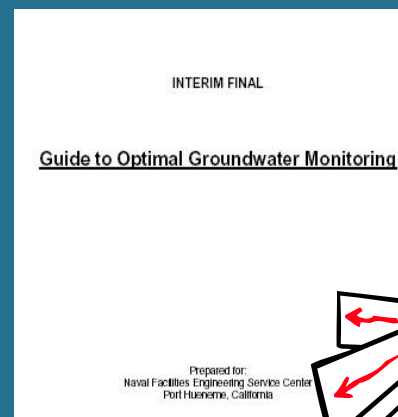 INTERIM FINAL
Guide to Optimal Groundwater Monitoring
Prepared for:
Naval Facilities Engineering Service Center
Port Hueneme, California